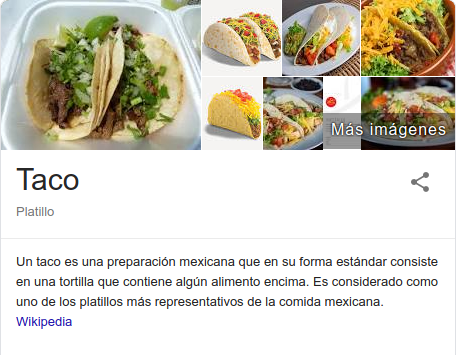 Más imágenes
Taco
Platillo
Un taco es una preparación mexicana que en su forma estándar consiste
en una tortilla que contiene algún alimento encima. Es considerado como
uno de los platillos más representativos de la comida mexicana.
Wikipedia